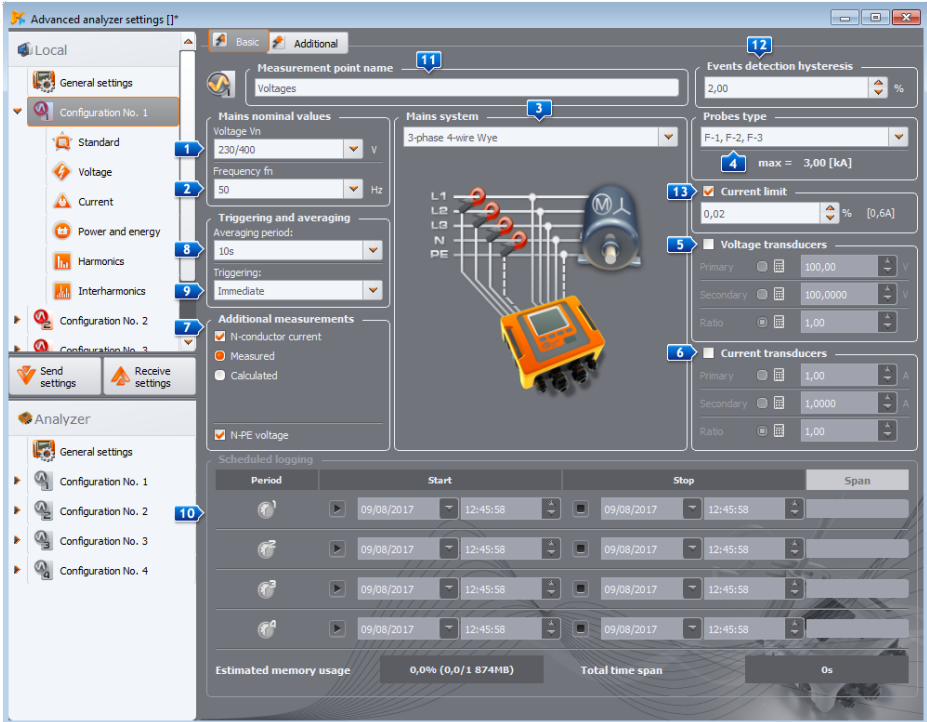 Advanced analyzer settings []*
Local
General settings
Configuration No. 1
Standard
Voltage
Current
Power and energy
Harmonics
Interharmonics
Configuration No. 2
Configuration No. 3
Send settings
Receive settings
Analyzer
General settings
Configuration No. 1
Configuration No. 2
Configuration No. 3
Configuration No. 4
Basic
Additional
11
Measurement point name
Voltages
12
Events detection hysteresis
2,00 %
Mains nominal values
Voltage Vn
1
230/400 V
Frequency fn
2
50 Hz
Triggering and averaging
Averaging period:
8
10s
Triggering:
9
Immediate
7
Additional measurements
N-conductor current
Measured
Calculated
N-PE voltage
3
Mains system
3-phase 4-wire Wye
L1
L2
L3
N
PE
M
Probes type
F-1, F-2, F-3
4
max = 3,00 [kA]
13
Current limit
0,02 % [0,6A]
5
Voltage transducers
Primary 100,00 V
Secondary 100,0000 V
Ratio 1,00
6
Current transducers
Primary 1,00 A
Secondary 1,0000 A
Ratio 1,00
Scheduled logging
Period Start Stop Span
10
1 09/08/2017 12:45:58 09/08/2017 12:45:58
2 09/08/2017 12:45:58 09/08/2017 12:45:58
3 09/08/2017 12:45:58 09/08/2017 12:45:58
4 09/08/2017 12:45:58 09/08/2017 12:45:58
Estimated memory usage 0,0% (0,0/1 874MB) Total time span 0s